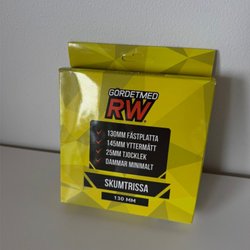 GÖRDETMED
RW
130MM FÄSTPLATTA
145MM YTTERMÅTT
25MM TJOCKLEK
DAMMAR MINIMALT
SKUMTRISSA
130 MM